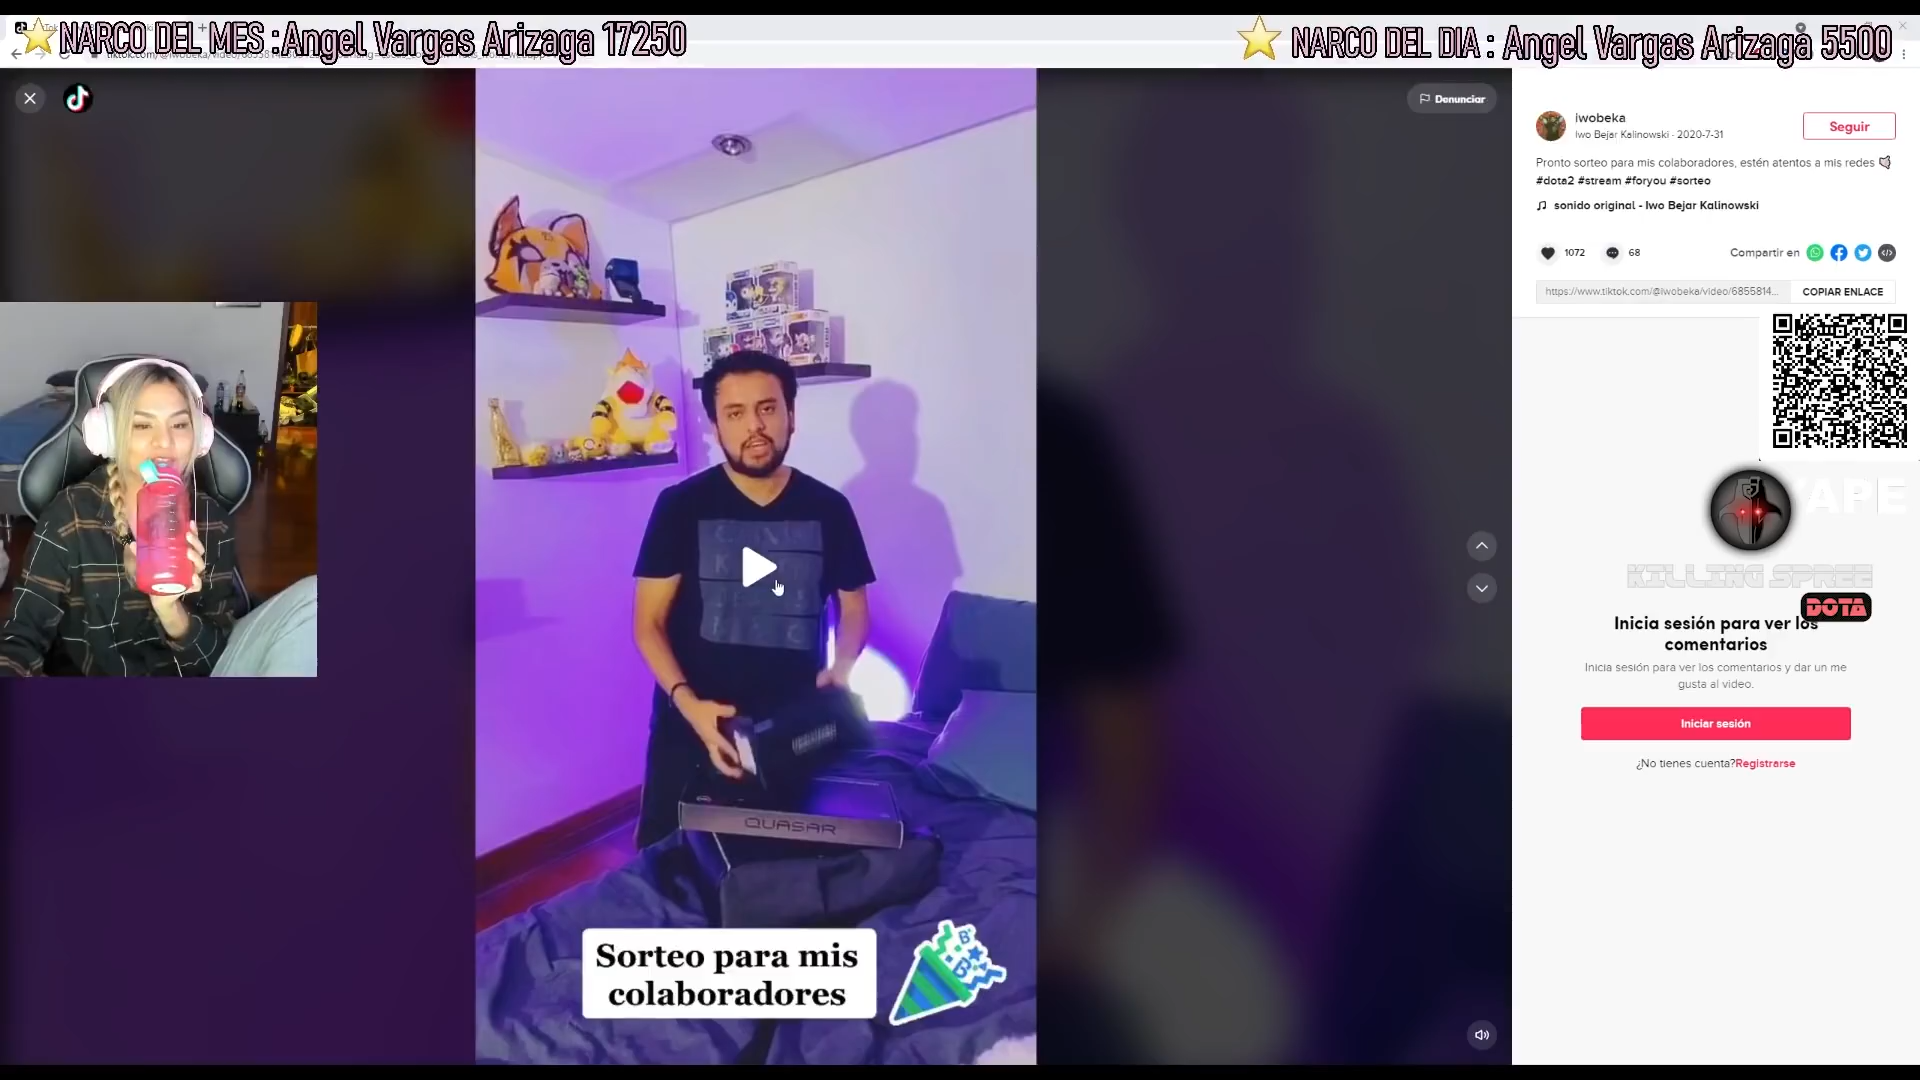 NARCO DEL MES :Angel Vargas Arizaga 17250
NARCO DEL DIA : Angel Vargas Arizaga 5500
Denunciar
iwobeka
Iwo Bejar Kalinowski · 2020-7-31
Seguir
Pronto sorteo para mis colaboradores, estén atentos a mis redes
#dota2 #stream #foryou #sorteo
sonido original - Iwo Bejar Kalinowski
1072
68
Compartir en
https://www.tiktok.com/@iwobeka/video/6855814...
COPIAR ENLACE
APE
KILLING SPREE
DOTA
Inicia sesión para ver los
comentarios
Inicia sesión para ver los comentarios y dar un me
gusta al video.
Iniciar sesión
¿No tienes cuenta?Registrarse
QUASAR
Sorteo para mis
colaboradores